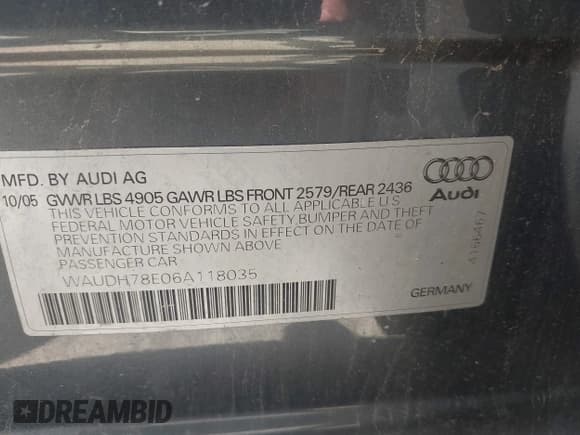 MFD. BY AUDI AG
10/05 GVWR LBS 4905 GAWR LBS FRONT 2579/REAR 2436
THIS VEHICLE CONFORMS TO ALL APPLICABLE U S
FEDERAL MOTOR VEHICLE SAFETY,BUMPER AND THEFT
PREVENTION STANDARDS IN EFFECT ON THE DATE OF
MANUFACTURE SHOWN ABOVE
PASSENGER CAR
WAUDH78E06A118035
Audi
4166467
GERMANY
DREAMBID